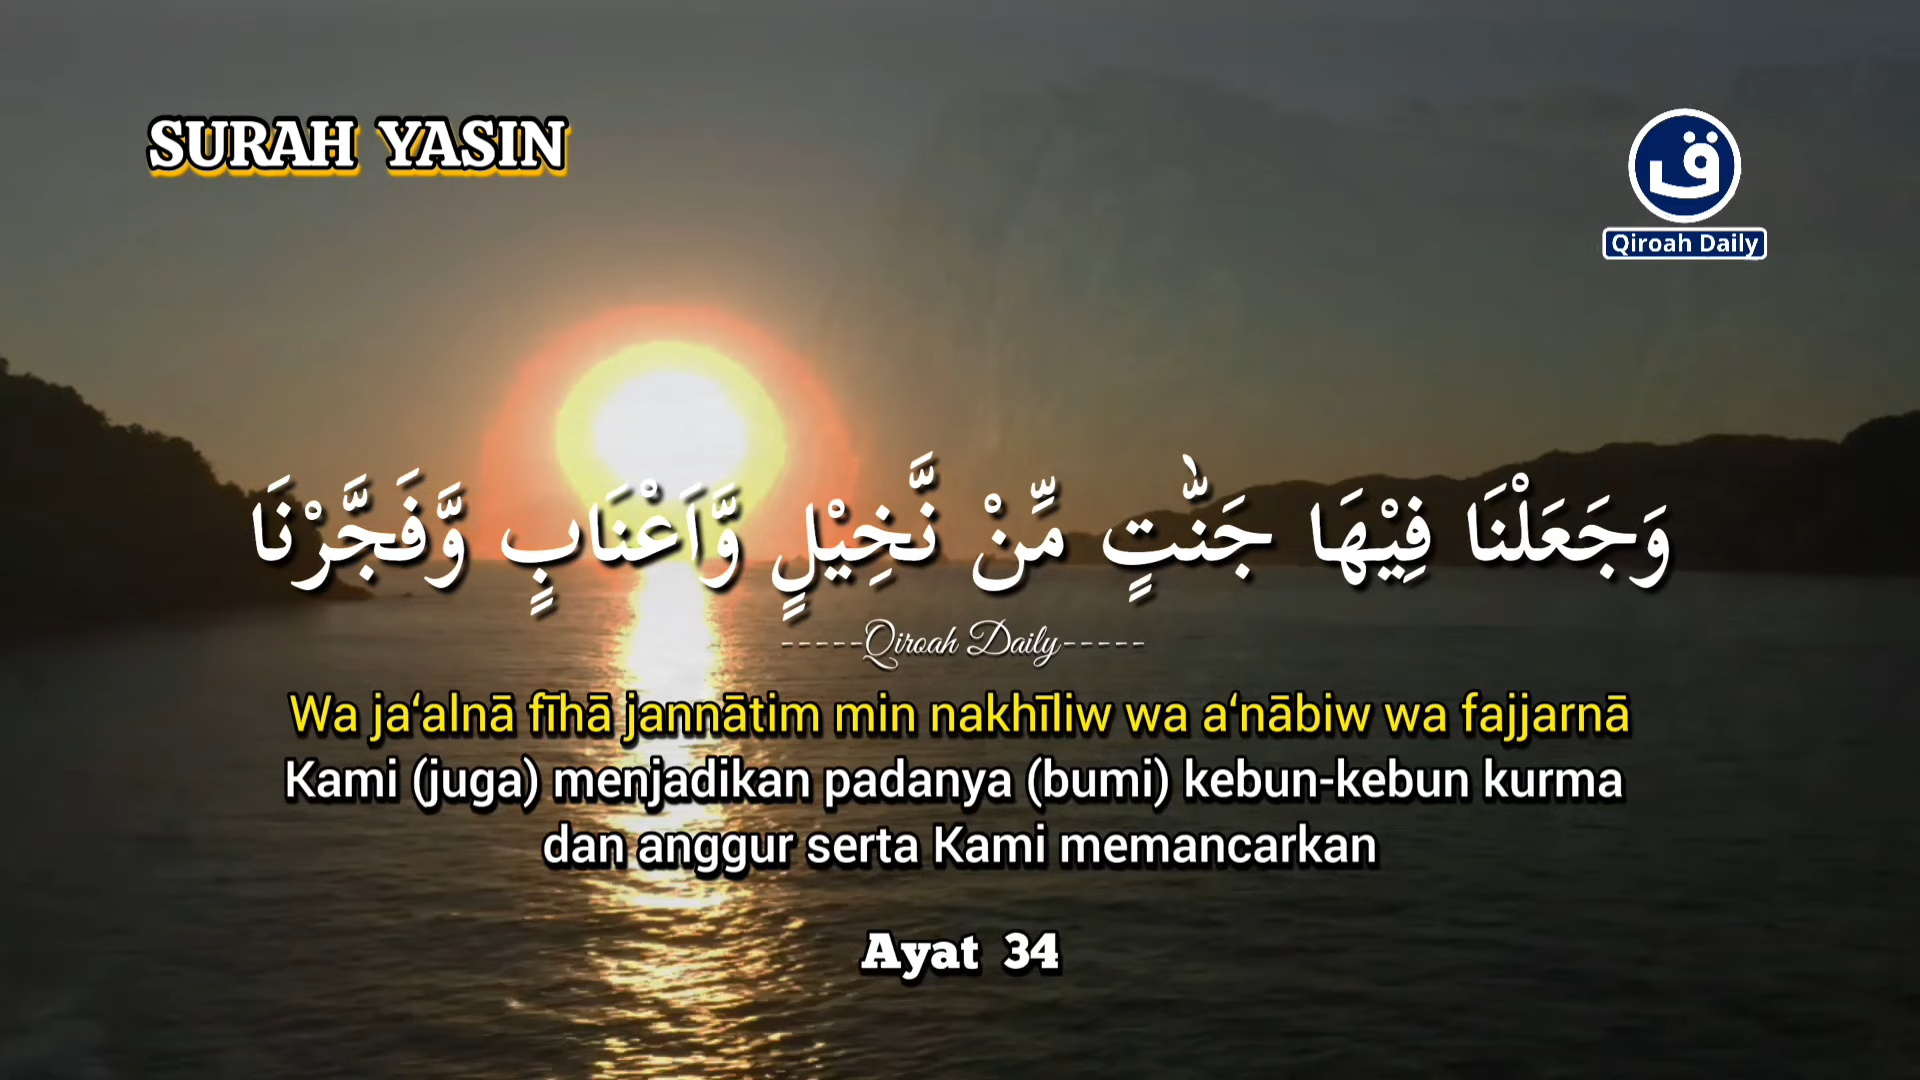 SURAH YASIN
ق
Qiroah Daily
وَجَعَلْنَا فِيْهَا جَنّٰتٍ مِّنْ نَّخِيْلٍ وَّاَعْنَابٍ وَّفَجَّرْنَا
-----Qiroah Daily-----
Wa ja‘alnā fīhā jannātim min nakhīliw wa a‘nābiw wa fajjarnā
Kami (juga) menjadikan padanya (bumi) kebun-kebun kurma
dan anggur serta Kami memancarkan
Ayat 34